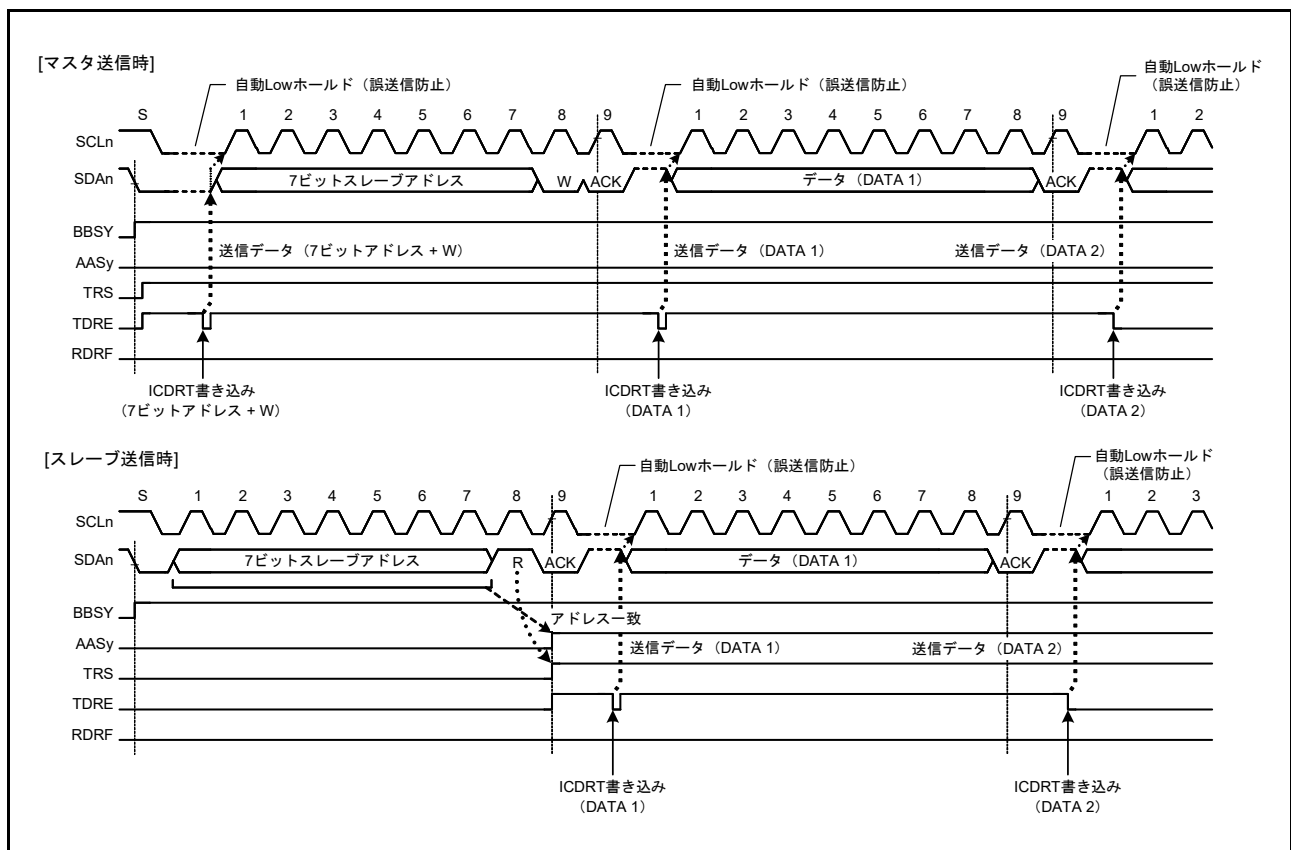 [マスタ送信時]
自動Lowホールド（誤送信防止）
自動Lowホールド（誤送信防止）
自動Lowホールド
（誤送信防止）
S 1 2 3 4 5 6 7 8 9 1 2 3 4 5 6 7 8 9 1 2
SCLn
SDAn 7ビットスレーブアドレス W ACK データ（DATA 1） ACK
BBSY
送信データ（7ビットアドレス + W） 送信データ（DATA 1） 送信データ（DATA 2）
AASy
TRS
TDRE
RDRF
ICDRT書き込み
（7ビットアドレス + W）
ICDRT書き込み
（DATA 1）
ICDRT書き込み
（DATA 2）
[スレーブ送信時]
自動Lowホールド（誤送信防止）
自動Lowホールド
（誤送信防止）
S 1 2 3 4 5 6 7 8 9 1 2 3 4 5 6 7 8 9 1 2 3
SCLn
SDAn 7ビットスレーブアドレス R ACK データ（DATA 1） ACK
BBSY
アドレス一致
AASy
送信データ（DATA 1） 送信データ（DATA 2）
TRS
TDRE
RDRF
ICDRT書き込み
（DATA 1）
ICDRT書き込み
（DATA 2）